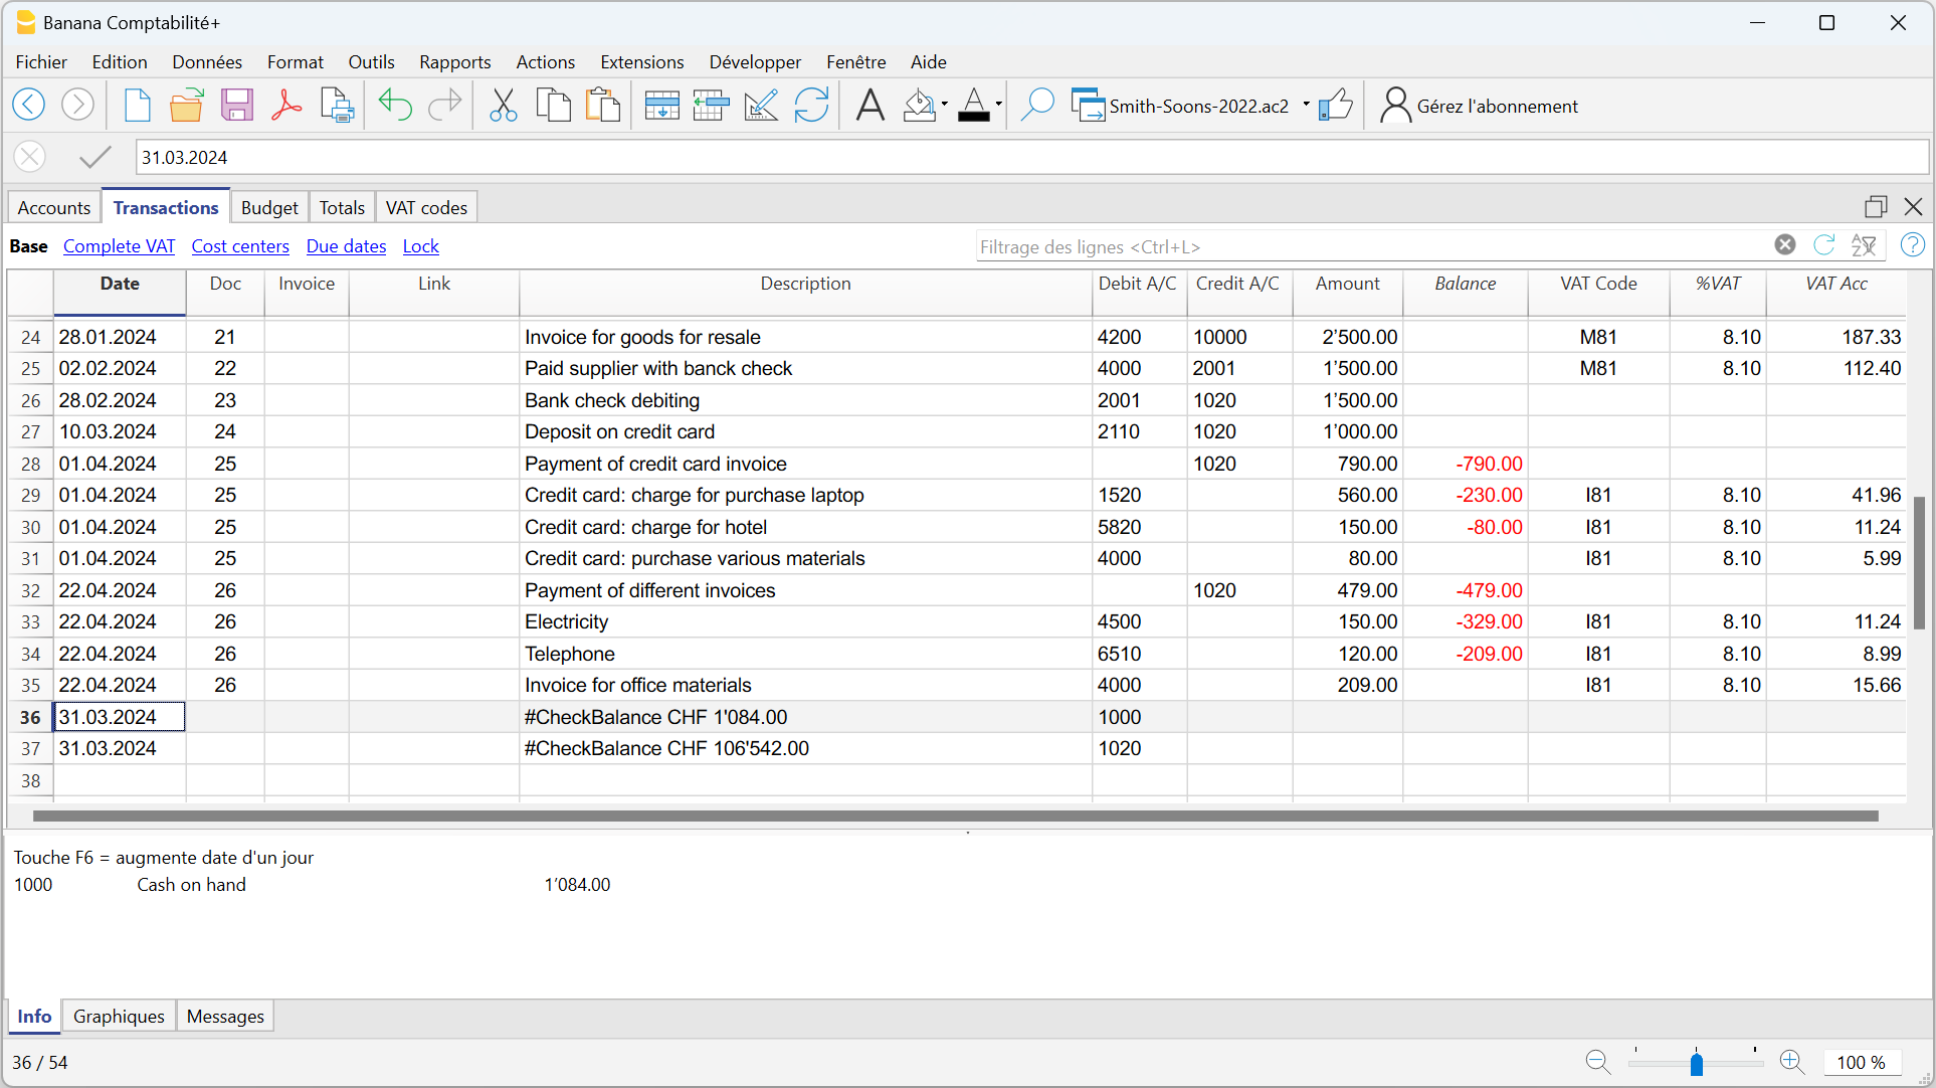 Banana Comptabilité+
Fichier Edition Données Format Outils Rapports Actions Extensions Développer Fenêtre Aide
Smith-Soons-2022.ac2 Gérez l'abonnement
31.03.2024
Accounts Transactions Budget Totals VAT codes
Base Complete VAT Cost centers Due dates Lock Filtrage des lignes <Ctrl+L>
Date Doc Invoice Link Description Debit A/C Credit A/C Amount Balance VAT Code %VAT VAT Acc
24 28.01.2024 21 Invoice for goods for resale 4200 10000 2’500.00 M81 8.10 187.33
25 02.02.2024 22 Paid supplier with banck check 4000 2001 1’500.00 M81 8.10 112.40
26 28.02.2024 23 Bank check debiting 2001 1020 1’500.00
27 10.03.2024 24 Deposit on credit card 2110 1020 1’000.00
28 01.04.2024 25 Payment of credit card invoice 1020 790.00 -790.00
29 01.04.2024 25 Credit card: charge for purchase laptop 1520 560.00 -230.00 I81 8.10 41.96
30 01.04.2024 25 Credit card: charge for hotel 5820 150.00 -80.00 I81 8.10 11.24
31 01.04.2024 25 Credit card: purchase various materials 4000 80.00 I81 8.10 5.99
32 22.04.2024 26 Payment of different invoices 1020 479.00 -479.00
33 22.04.2024 26 Electricity 4500 150.00 -329.00 I81 8.10 11.24
34 22.04.2024 26 Telephone 6510 120.00 -209.00 I81 8.10 8.99
35 22.04.2024 26 Invoice for office materials 4000 209.00 I81 8.10 15.66
36 31.03.2024 #CheckBalance CHF 1'084.00 1000
37 31.03.2024 #CheckBalance CHF 106'542.00 1020
38
Touche F6 = augmente date d'un jour
1000 Cash on hand 1’084.00
Info Graphiques Messages
36 / 54 100 %